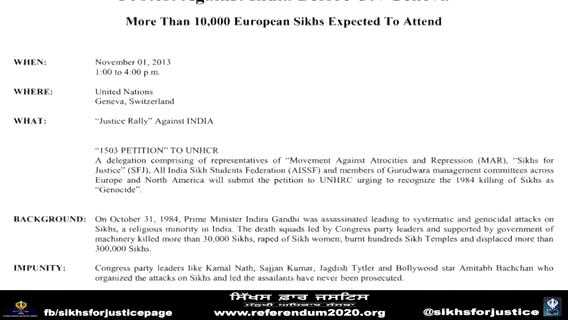 More Than 10,000 European Sikhs Expected To Attend
WHEN: November 01, 2013
1:00 to 4:00 p.m.
WHERE: United Nations
Geneva, Switzerland
WHAT: “Justice Rally” Against INDIA
“1503 PETITION” TO UNHCR
A delegation comprising of representatives of “Movement Against Atrocities and Repression (MAR), “Sikhs for
Justice” (SFJ), All India Sikh Students Federation (AISSF) and members of Gurudwara management committees across
Europe and North America will submit the petition to UNHRC urging to recognize the 1984 killing of Sikhs as
“Genocide”.
BACKGROUND: On October 31, 1984, Prime Minister Indira Gandhi was assassinated leading to systematic and genocidal attacks on
Sikhs, a religious minority in India. The death squads led by Congress party leaders and supported by government of
machinery killed more than 30,000 Sikhs, raped of Sikh women; burnt hundreds Sikh Temples and displaced more than
300,000 Sikhs.
IMPUNITY: Congress party leaders like Kamal Nath, Sajjan Kumar, Jagdish Tytler and Bollywood star Amitabh Bachchan who
organized the attacks on Sikhs and led the assailants have never been prosecuted.
ਸਿੱਖਸ ਫ਼ਾਰ ਜਸਟਿਸ
fb/sikhsforjusticepage
www.referendum2020.org
@sikhsforjustice